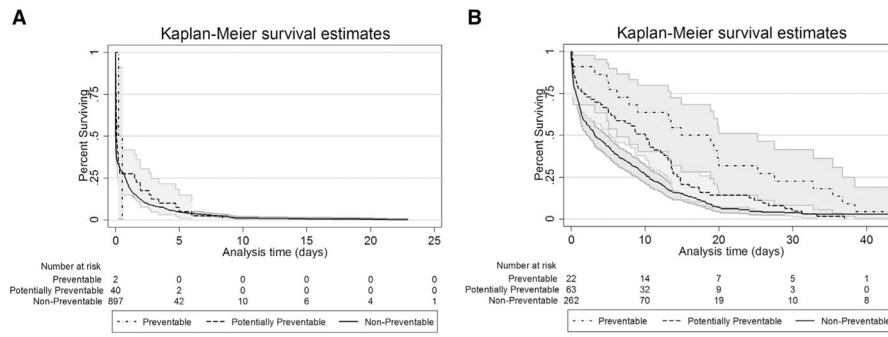 A
Kaplan-Meier survival estimates
Percent Surviving
1
.75
.5
.25
0
0 5 10 15 20 25
Analysis time (days)
Number at risk
Preventable 2 0 0 0 0 0
Potentially Preventable 40 2 0 0 0 0
Non-Preventable 897 42 10 6 4 1
Preventable Potentially Preventable Non-Preventable
B
Kaplan-Meier survival estimates
Percent Surviving
1
.75
.5
.25
0
0 10 20 30 40
Analysis time (days)
Number at risk
Preventable 22 14 7 5 1
Potentially Preventable 63 32 9 3 0
Non-Preventable 262 70 19 10 8
Preventable Potentially Preventable Non-Preventable